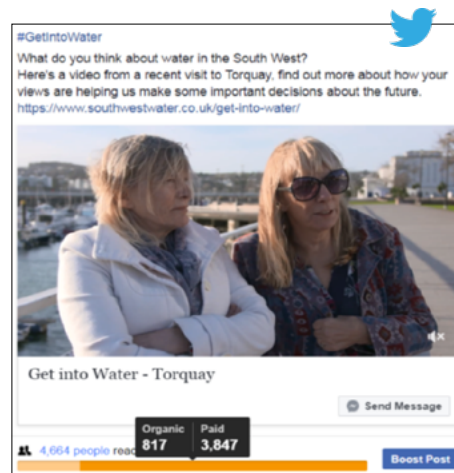 #GetIntoWater
What do you think about water in the South West?
Here's a video from a recent visit to Torquay, find out more about how your
views are helping us make some important decisions about the future.
https://www.southwestwater.co.uk/get-into-water/
Get into Water - Torquay
Send Message
Organic Paid
817 3,847
4,664 people reac
Boost Post